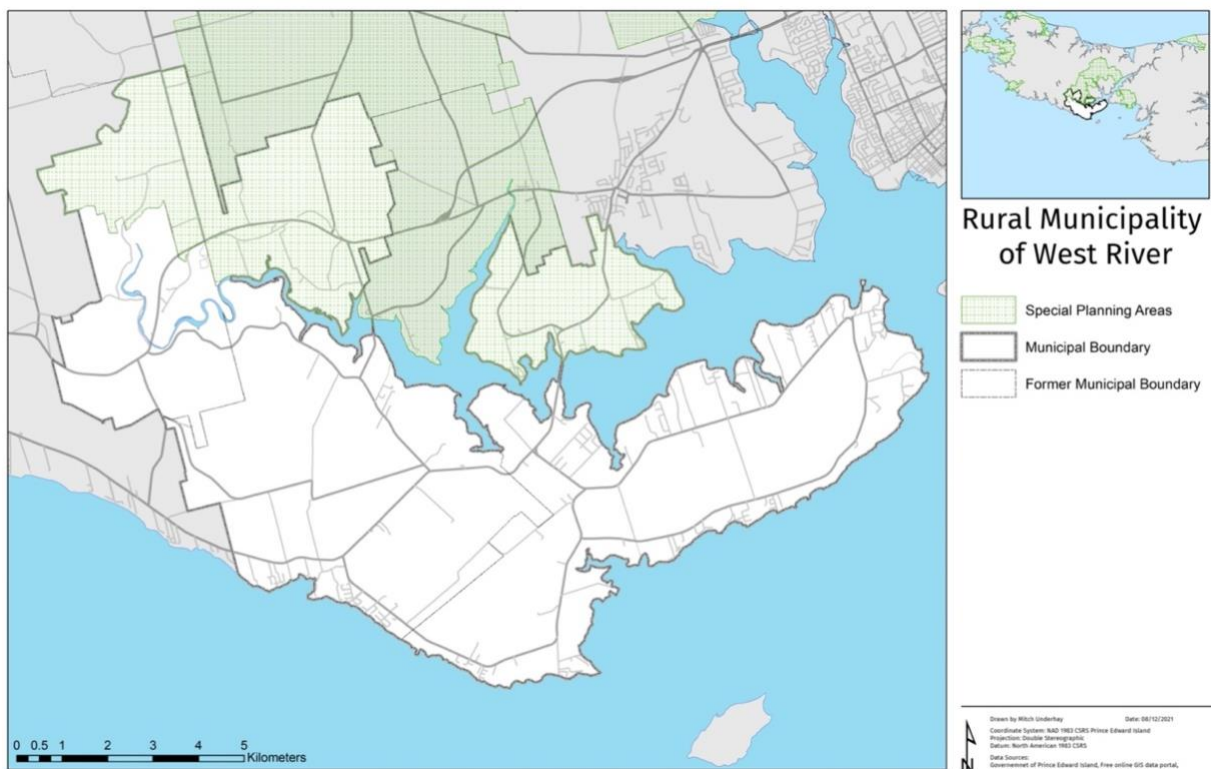 Rural Municipality
of West River
Special Planning Areas
Municipal Boundary
Former Municipal Boundary
0 0.5 1 2 3 4 5
Kilometers
Drawn by Mitch Underhay Date: 08/12/2021
Coordinate System: NAD 1983 CSRS Prince Edward Island
Projection: Double Stereographic
Datum: North American 1983 CSRS
N
Data Sources:
Governemnet of Prince Edward Island, Free online GIS data portal,